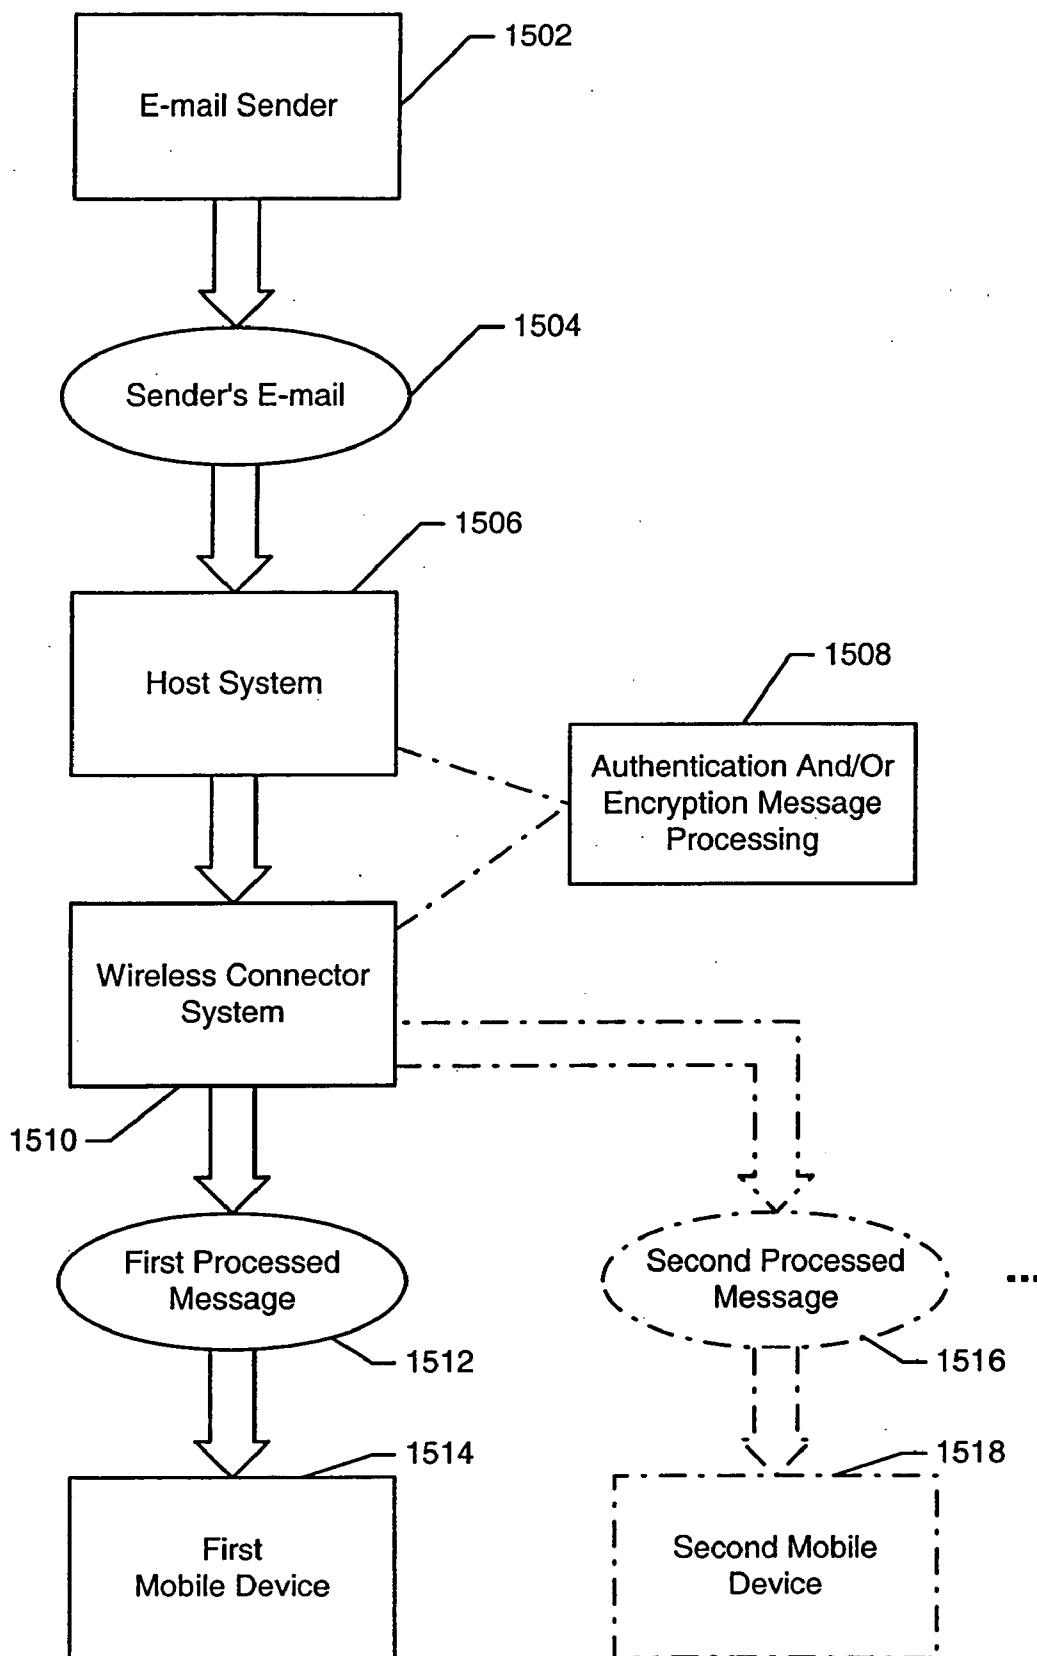 1502
E-mail Sender
1504
Sender's E-mail
1506
Host System
1508
Authentication And/Or
Encryption Message
Processing
Wireless Connector
System
1510
First Processed
Message
1512
Second Processed
Message
...
1516
1514
First
Mobile Device
1518
Second Mobile
Device